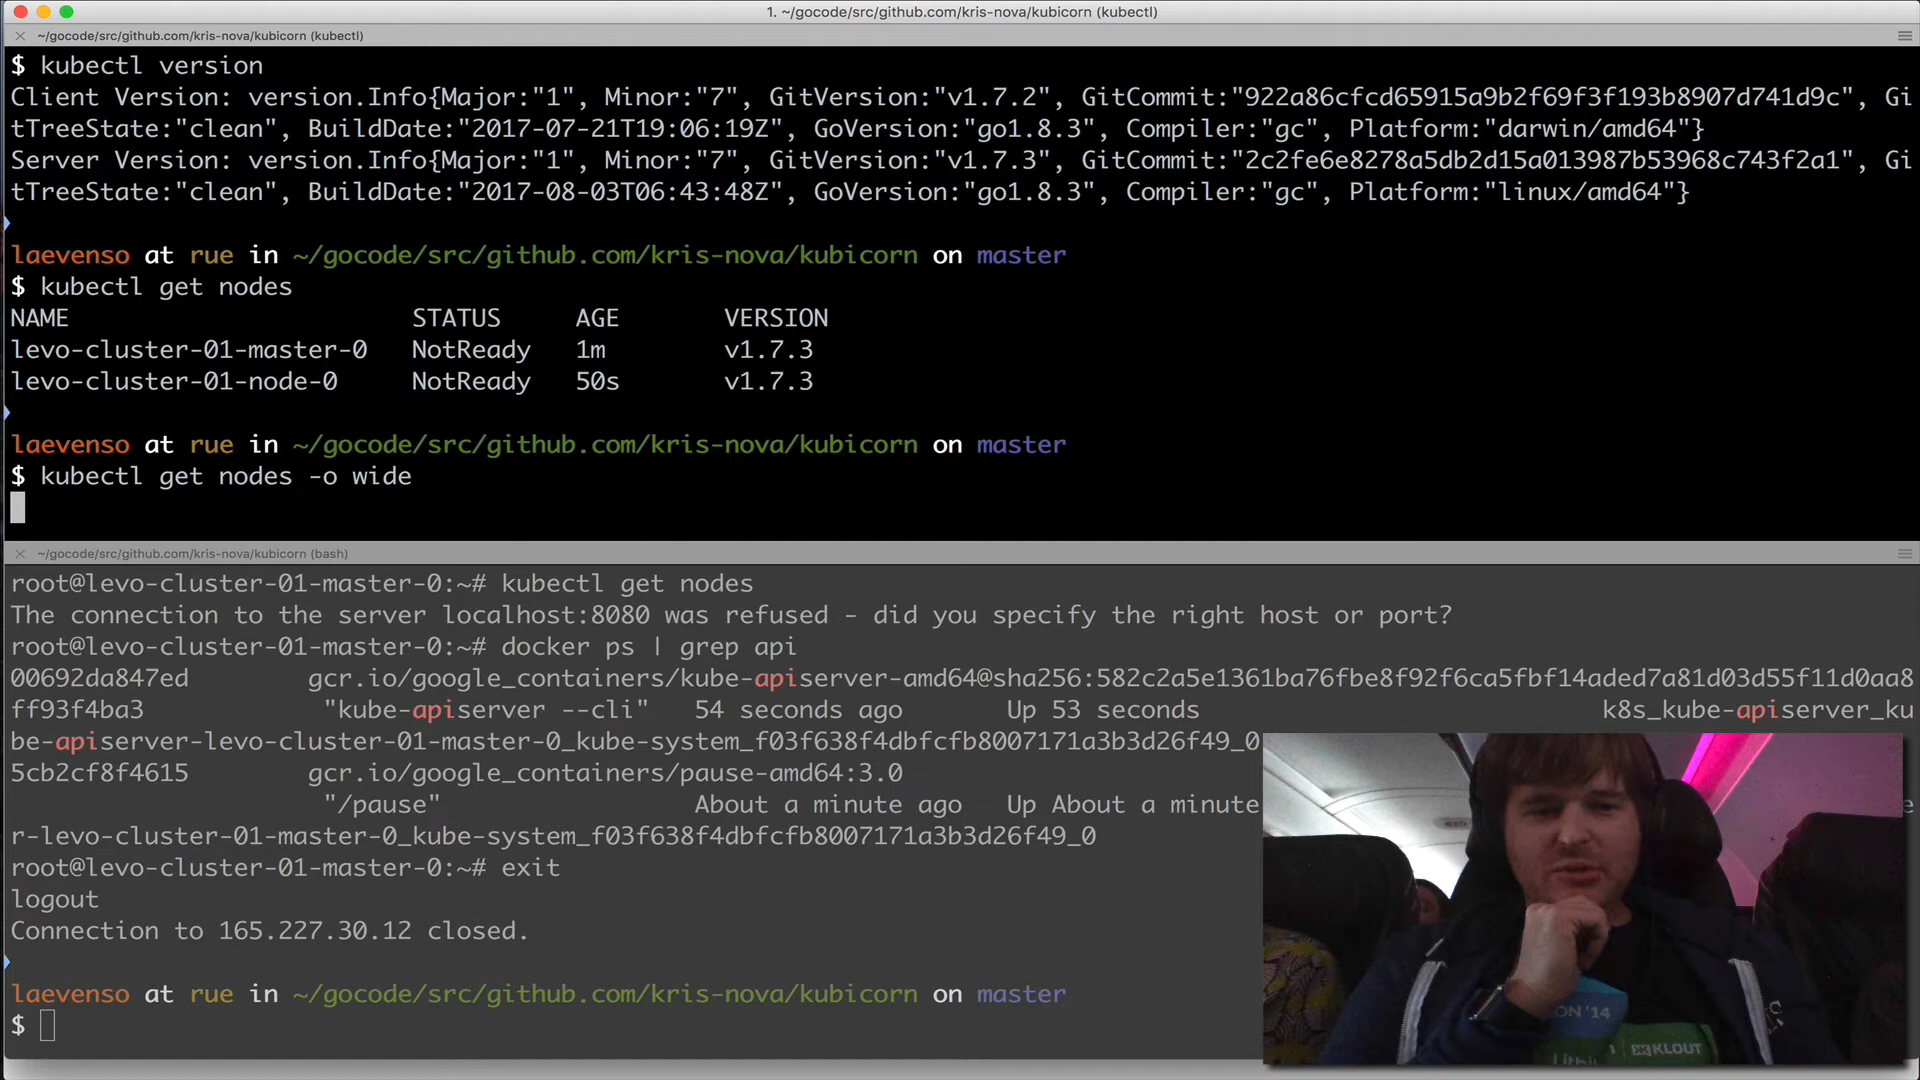 1. ~/gocode/src/github.com/kris-nova/kubicorn (kubectl)
~/gocode/src/github.com/kris-nova/kubicorn (kubectl)
$ kubectl version
Client Version: version.Info{Major:"1", Minor:"7", GitVersion:"v1.7.2", GitCommit:"922a86cfcd65915a9b2f69f3f193b8907d741d9c", Gi
tTreeState:"clean", BuildDate:"2017-07-21T19:06:19Z", GoVersion:"go1.8.3", Compiler:"gc", Platform:"darwin/amd64"}
Server Version: version.Info{Major:"1", Minor:"7", GitVersion:"v1.7.3", GitCommit:"2c2fe6e8278a5db2d15a013987b53968c743f2a1", Gi
tTreeState:"clean", BuildDate:"2017-08-03T06:43:48Z", GoVersion:"go1.8.3", Compiler:"gc", Platform:"linux/amd64"}
laevenso at rue in ~/gocode/src/github.com/kris-nova/kubicorn on master
$ kubectl get nodes
NAME STATUS AGE VERSION
levo-cluster-01-master-0 NotReady 1m v1.7.3
levo-cluster-01-node-0 NotReady 50s v1.7.3
laevenso at rue in ~/gocode/src/github.com/kris-nova/kubicorn on master
$ kubectl get nodes -o wide
~/gocode/src/github.com/kris-nova/kubicorn (bash)
root@levo-cluster-01-master-0:~# kubectl get nodes
The connection to the server localhost:8080 was refused - did you specify the right host or port?
root@levo-cluster-01-master-0:~# docker ps | grep api
00692da847ed gcr.io/google_containers/kube-apiserver-amd64@sha256:582c2a5e1361ba76fbe8f92f6ca5fbf14aded7a81d03d55f11d0aa8
ff93f4ba3 "kube-apiserver --cli" 54 seconds ago Up 53 seconds k8s_kube-apiserver_ku
be-apiserver-levo-cluster-01-master-0_kube-system_f03f638f4dbfcfb8007171a3b3d26f49_0
5cb2cf8f4615 gcr.io/google_containers/pause-amd64:3.0
"/pause" About a minute ago Up About a minute e
r-levo-cluster-01-master-0_kube-system_f03f638f4dbfcfb8007171a3b3d26f49_0
root@levo-cluster-01-master-0:~# exit
logout
Connection to 165.227.30.12 closed.
laevenso at rue in ~/gocode/src/github.com/kris-nova/kubicorn on master
$
ON '14
KLOUT
Lithiu